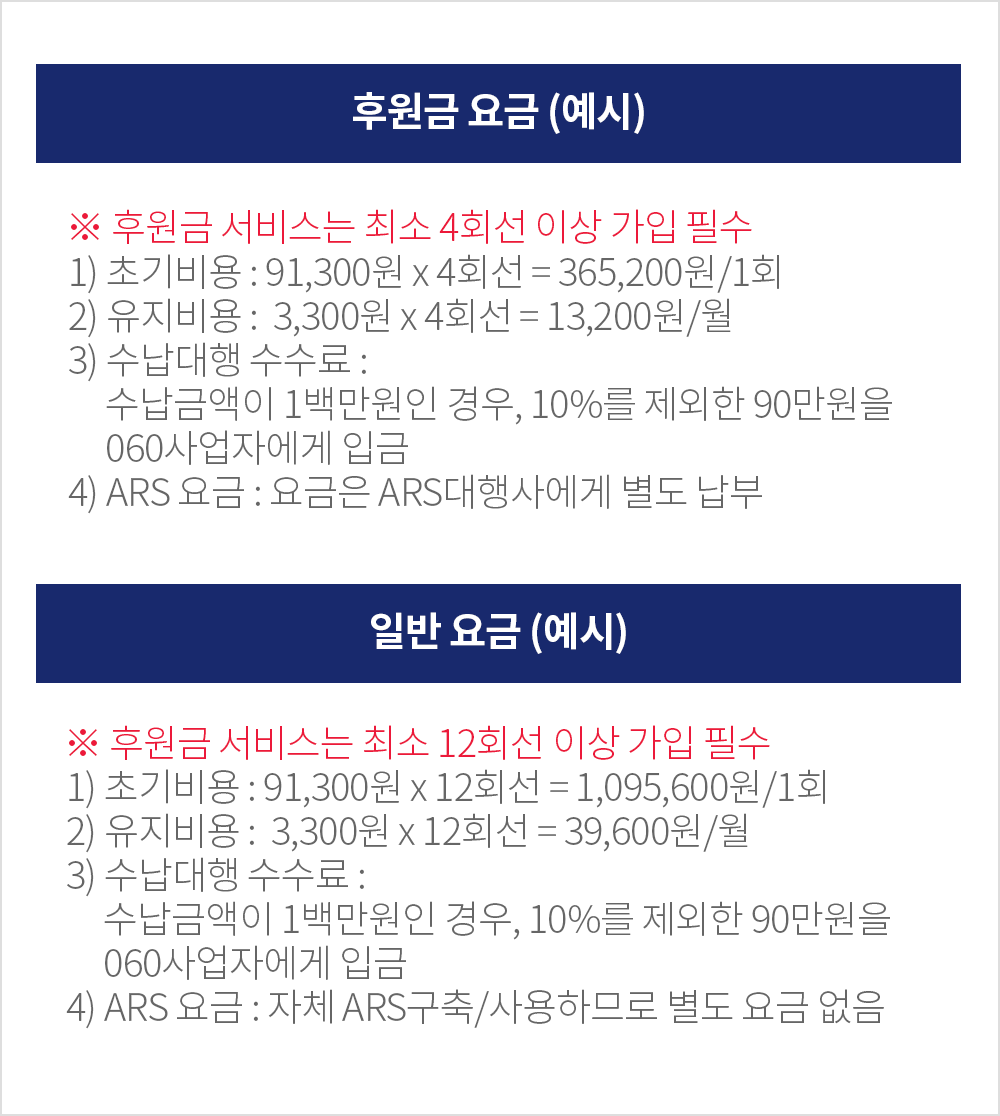 후원금 요금 (예시)
※ 후원금 서비스는 최소 4회선 이상 가입 필수
1) 초기비용 : 91,300원 x 4회선 = 365,200원/1회
2) 유지비용 :  3,300원 x 4회선 = 13,200원/월
3) 수납대행 수수료 :
수납금액이 1백만원인 경우, 10%를 제외한 90만원을
060사업자에게 입금
4) ARS 요금 : 요금은 ARS대행사에게 별도 납부
일반 요금 (예시)
※ 후원금 서비스는 최소 12회선 이상 가입 필수
1) 초기비용 : 91,300원 x 12회선 = 1,095,600원/1회
2) 유지비용 :  3,300원 x 12회선 = 39,600원/월
3) 수납대행 수수료 :
수납금액이 1백만원인 경우, 10%를 제외한 90만원을
060사업자에게 입금
4) ARS 요금 : 자체 ARS구축/사용하므로 별도 요금 없음